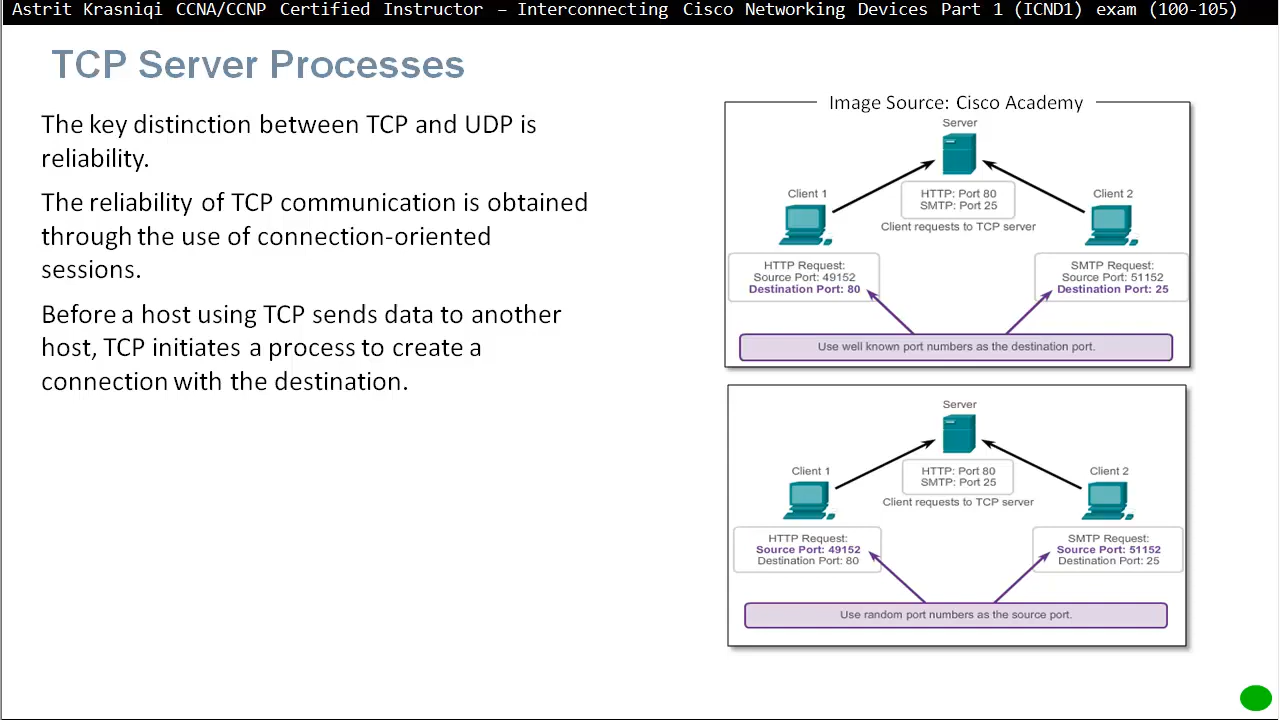 Astrit Krasniqi CCNA/CCNP Certified Instructor – Interconnecting Cisco Networking Devices Part 1 (ICND1) exam (100-105)
TCP Server Processes
The key distinction between TCP and UDP is
reliability.
The reliability of TCP communication is obtained
through the use of connection-oriented
sessions.
Before a host using TCP sends data to another
host, TCP initiates a process to create a
connection with the destination.
Image Source: Cisco Academy
Server
Client 1
Client 2
HTTP: Port 80
SMTP: Port 25
Client requests to TCP server
HTTP Request:
Source Port: 49152
Destination Port: 80
SMTP Request:
Source Port: 51152
Destination Port: 25
Use well known port numbers as the destination port.
Server
Client 1
Client 2
HTTP: Port 80
SMTP: Port 25
Client requests to TCP server
HTTP Request:
Source Port: 49152
Destination Port: 80
SMTP Request:
Source Port: 51152
Destination Port: 25
Use random port numbers as the source port.